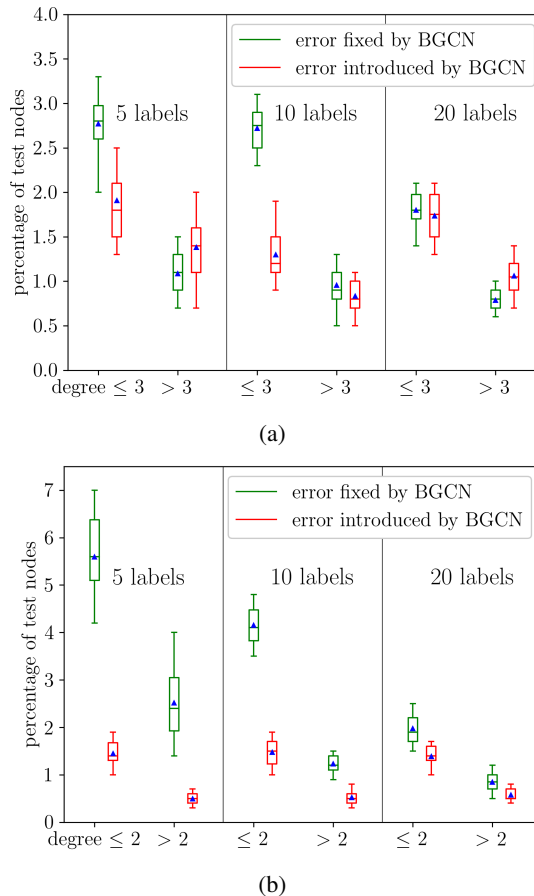 4.0
error fixed by BGCN
3.5
error introduced by BGCN
3.0
5 labels
10 labels
20 labels
2.5
2.0
1.5
1.0
0.5
0.0
percentage of test nodes
degree ≤ 3
> 3
≤ 3
> 3
≤ 3
> 3
(a)
7
error fixed by BGCN
error introduced by BGCN
6
5 labels
10 labels
20 labels
5
4
3
2
1
0
percentage of test nodes
degree ≤ 2
> 2
≤ 2
> 2
≤ 2
> 2
(b)